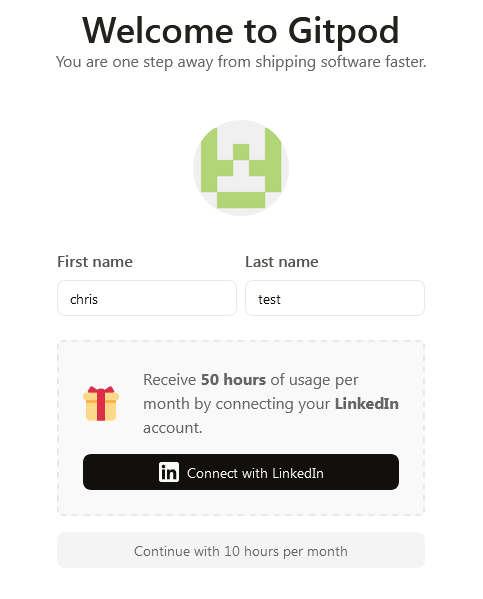 Welcome to Gitpod
You are one step away from shipping software faster.
First name
Last name
chris
test
Receive 50 hours of usage per
month by connecting your LinkedIn
account.
in Connect with LinkedIn
Continue with 10 hours per month